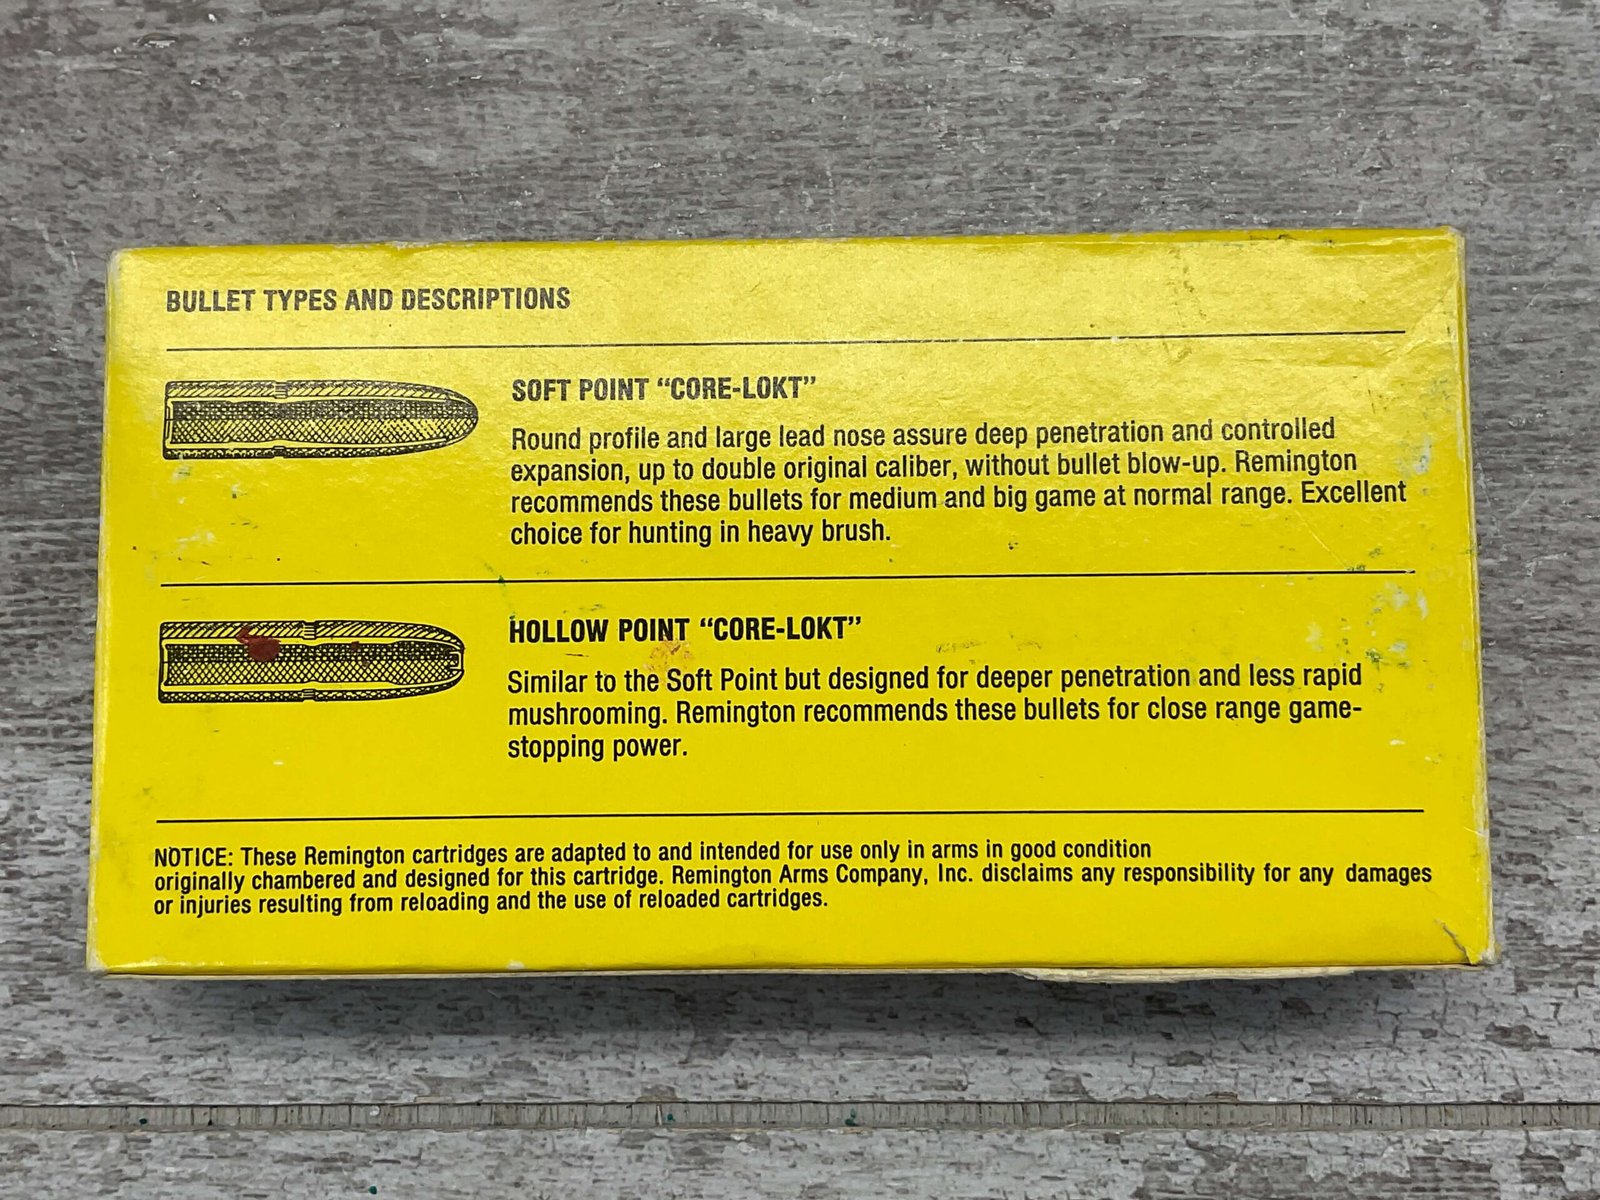 BULLET TYPES AND DESCRIPTIONS
SOFT POINT “CORE-LOKT”
Round profile and large lead nose assure deep penetration and controlled
expansion, up to double original caliber, without bullet blow-up. Remington
recommends these bullets for medium and big game at normal range. Excellent
choice for hunting in heavy brush.
HOLLOW POINT “CORE-LOKT”
Similar to the Soft Point but designed for deeper penetration and less rapid
mushrooming. Remington recommends these bullets for close range game-
stopping power.
NOTICE: These Remington cartridges are adapted to and intended for use only in arms in good condition
originally chambered and designed for this cartridge. Remington Arms Company, Inc. disclaims any responsibility for any damages
or injuries resulting from reloading and the use of reloaded cartridges.